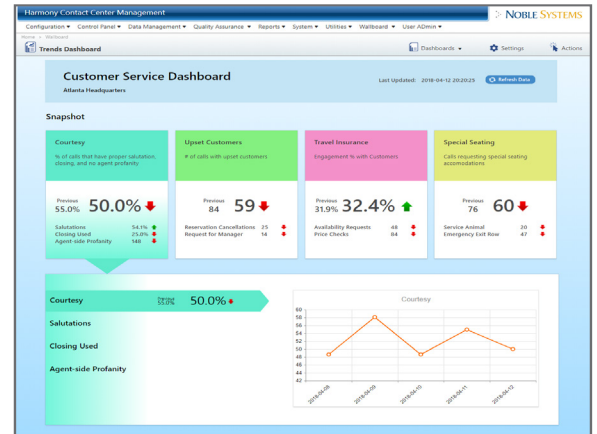 Harmony Contact Center Management
NOBLE SYSTEMS
Configuration Control Panel Data Management Quality Assurance Reports System Utilities Wallboard User ADmin
Home > Wallboard
Trends Dashboard Dashboards Settings Actions
Customer Service Dashboard
Atlanta Headquarters
Last Updated: 2018-04-12 20:20:25 Refresh Data
Snapshot
Courtesy
% of calls that have proper salutation,
closing, and no agent profanity
Previous
55.0% 50.0%
Salutations 54.1%
Closing Used 25.0%
Agent-side Profanity 148
Upset Customers
# of calls with upset customers
Previous
84 59
Reservation Cancellations 25
Request for Manager 14
Travel Insurance
Engagement % with Customers
Previous
31.9% 32.4%
Availability Requests 48
Price Checks 84
Special Seating
Calls requesting special seating
accomodations
Previous
76 60
Service Animal 20
Emergency Exit Row 47
Courtesy Previous 55.0% 50.0%
Salutations
Closing Used
Agent-side Profanity
Courtesy
60
58
56
54
52
50
48
46
44
42
2018-04-08 2018-04-09 2018-04-10 2018-04-11 2018-04-12